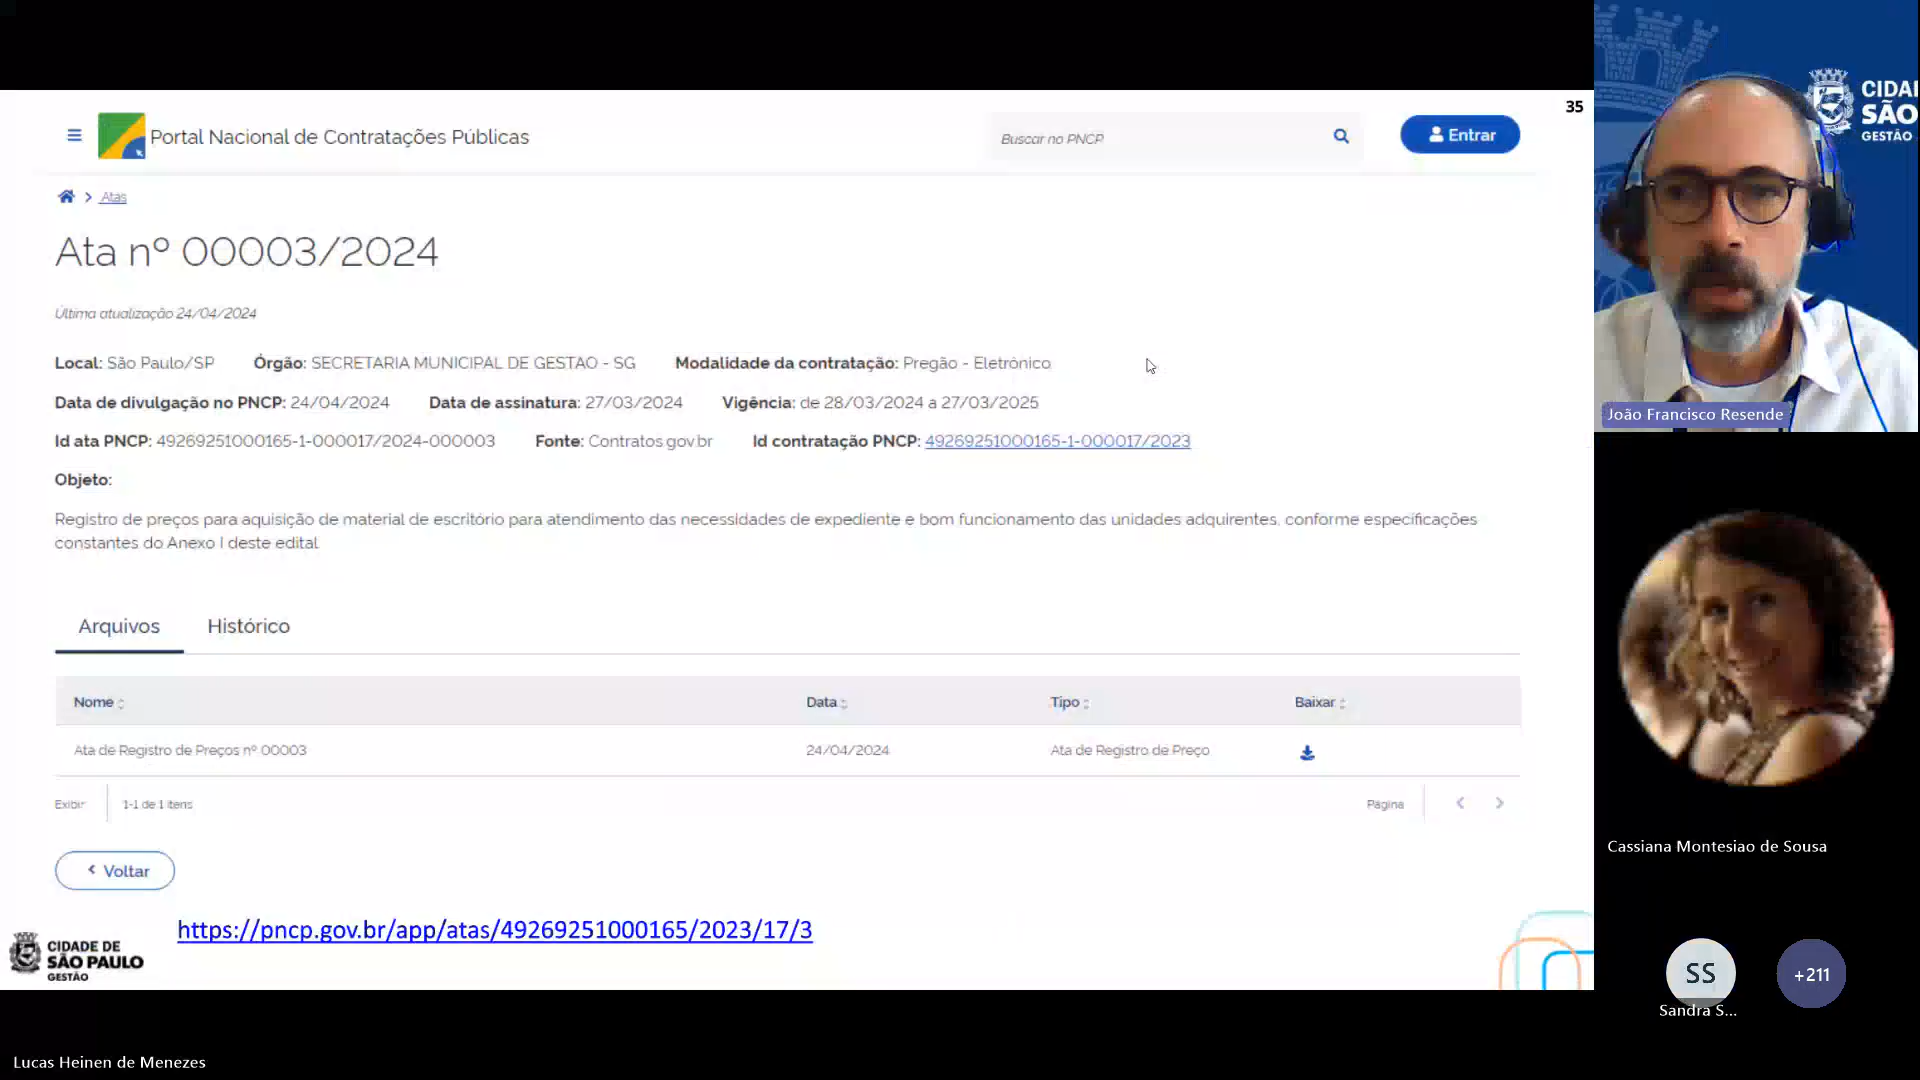 35
Portal Nacional de Contratações Públicas
Buscar no PNCP
Entrar
Atas
Ata nº 00003/2024
Última atualização 24/04/2024
Local: São Paulo/SP Órgão: SECRETARIA MUNICIPAL DE GESTAO - SG Modalidade da contratação: Pregão - Eletrônico
Data de divulgação no PNCP: 24/04/2024 Data de assinatura: 27/03/2024 Vigência: de 28/03/2024 a 27/03/2025
Id ata PNCP: 49269251000165-1-000017/2024-000003 Fonte: Contratos.gov.br Id contratação PNCP: 49269251000165-1-000017/2023
Objeto:
Registro de preços para aquisição de material de escritório para atendimento das necessidades de expediente e bom funcionamento das unidades adquirentes, conforme especificações
constantes do Anexo I deste edital
Arquivos Histórico
Nome Data Tipo Baixar
Ata de Registro de Preços nº 00003 24/04/2024 Ata de Registro de Preço
Exibir 1-1 de 1 itens Página
Voltar
https://pncp.gov.br/app/atas/49269251000165/2023/17/3
CIDADE DE
SÃO PAULO
GESTÃO
CIDA
SÃO
GESTÃO
João Francisco Resende
Cassiana Montesiao de Sousa
SS
+211
Sandra S...
Lucas Heinen de Menezes